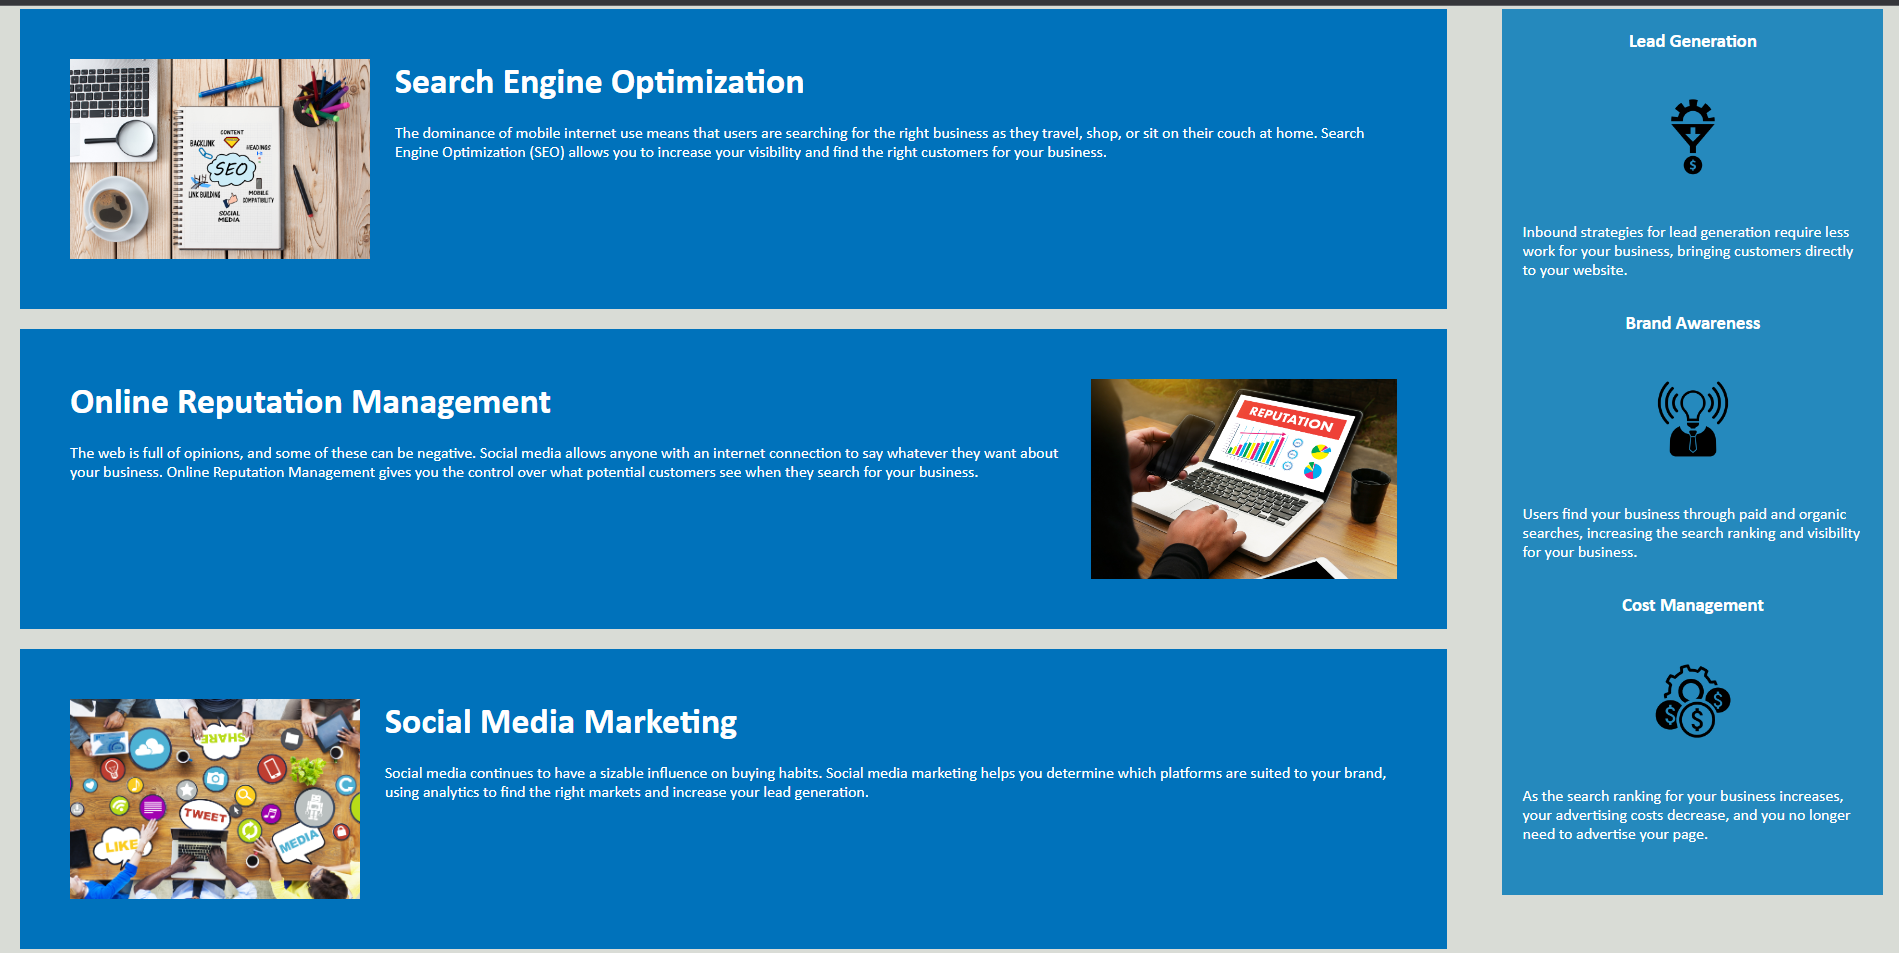 Search Engine Optimization
The dominance of mobile internet use means that users are searching for the right business as they travel, shop, or sit on their couch at home. Search
Engine Optimization (SEO) allows you to increase your visibility and find the right customers for your business.
CONTENT
BACKLINK
HEADINGS
SEO
LINK BUILDING
MOBILE
COMPATIBILITY
SOCIAL
MEDIA
Online Reputation Management
The web is full of opinions, and some of these can be negative. Social media allows anyone with an internet connection to say whatever they want about
your business. Online Reputation Management gives you the control over what potential customers see when they search for your business.
REPUTATION
Social Media Marketing
Social media continues to have a sizable influence on buying habits. Social media marketing helps you determine which platforms are suited to your brand,
using analytics to find the right markets and increase your lead generation.
SHARE
TWEET
LIKE
MEDIA
Lead Generation
$
Inbound strategies for lead generation require less
work for your business, bringing customers directly
to your website.
Brand Awareness
Users find your business through paid and organic
searches, increasing the search ranking and visibility
for your business.
Cost Management
$
$ $
As the search ranking for your business increases,
your advertising costs decrease, and you no longer
need to advertise your page.